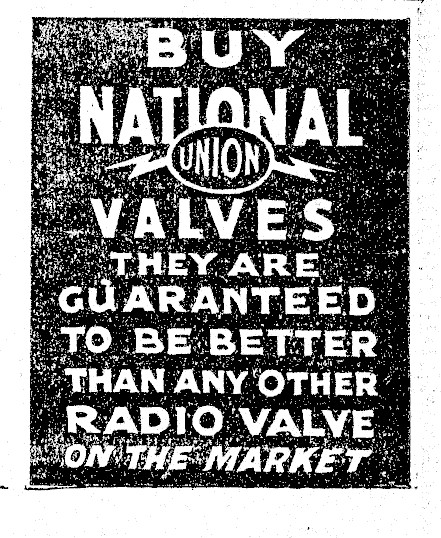 BUY
NATIONAL
UNION
VALVES
THEY ARE
GUARANTEED
TO BE BETTER
THAN ANY OTHER
RADIO VALVE
ON THE MARKET